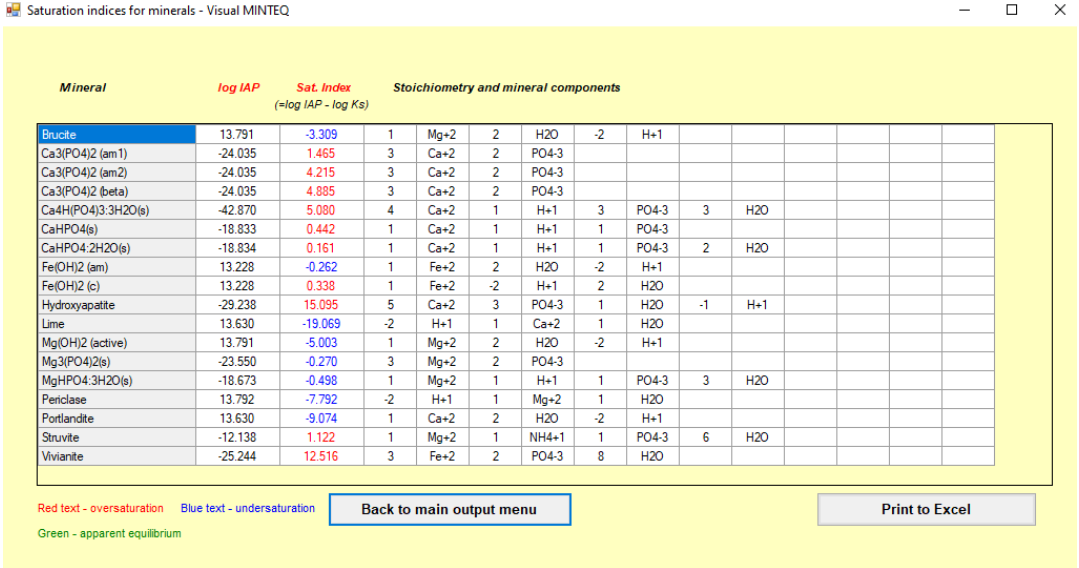 Saturation indices for minerals - Visual MINTEQ
Mineral log IAP Sat. Index Stoichiometry and mineral components
(=log IAP - log Ks)
Brucite 13.791 -3.309 1 Mg+2 2 H2O -2 H+1
Ca3(PO4)2 (am1) -24.035 1.465 3 Ca+2 2 PO4-3
Ca3(PO4)2 (am2) -24.035 4.215 3 Ca+2 2 PO4-3
Ca3(PO4)2 (beta) -24.035 4.885 3 Ca+2 2 PO4-3
Ca4H(PO4)3:3H2O(s) -42.870 5.080 4 Ca+2 1 H+1 3 PO4-3 3 H2O
CaHPO4(s) -18.833 0.442 1 Ca+2 1 H+1 1 PO4-3
CaHPO4:2H2O(s) -18.834 0.161 1 Ca+2 1 H+1 1 PO4-3 2 H2O
Fe(OH)2 (am) 13.228 -0.262 1 Fe+2 2 H2O -2 H+1
Fe(OH)2 (c) 13.228 0.338 1 Fe+2 -2 H+1 2 H2O
Hydroxyapatite -29.238 15.095 5 Ca+2 3 PO4-3 1 H2O -1 H+1
Lime 13.630 -19.069 -2 H+1 1 Ca+2 1 H2O
Mg(OH)2 (active) 13.791 -5.003 1 Mg+2 2 H2O -2 H+1
Mg3(PO4)2(s) -23.550 -0.270 3 Mg+2 2 PO4-3
MgHPO4:3H2O(s) -18.673 -0.498 1 Mg+2 1 H+1 1 PO4-3 3 H2O
Periclase 13.792 -7.792 -2 H+1 1 Mg+2 1 H2O
Portlandite 13.630 -9.074 1 Ca+2 2 H2O -2 H+1
Struvite -12.138 1.122 1 Mg+2 1 NH4+1 1 PO4-3 6 H2O
Vivianite -25.244 12.516 3 Fe+2 2 PO4-3 8 H2O
Red text - oversaturation Blue text - undersaturation Back to main output menu Print to Excel
Green - apparent equilibrium